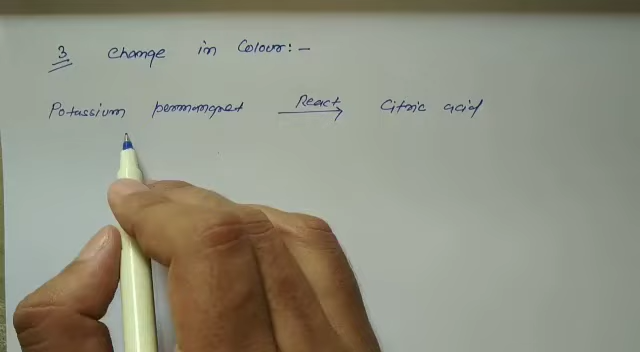 3 Change in Colour:-
Potassium permangnet React Citric acid